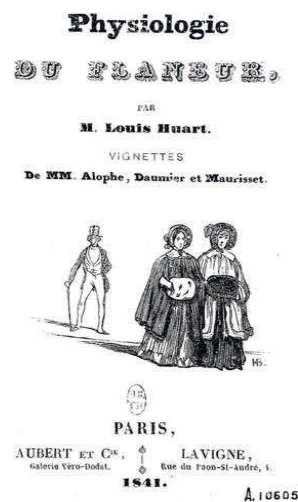 Physiologie
DU FLANEUR,
PAR
M. Louis Huart.
VIGNETTES
De MM. Alophe, Daumier et Maurisset.
PARIS,
AUBERT ET Cie,
Galerie Véro-Dodat.
LAVIGNE,
Rue du Paon-St-André, 1.
1841.
A. 10685